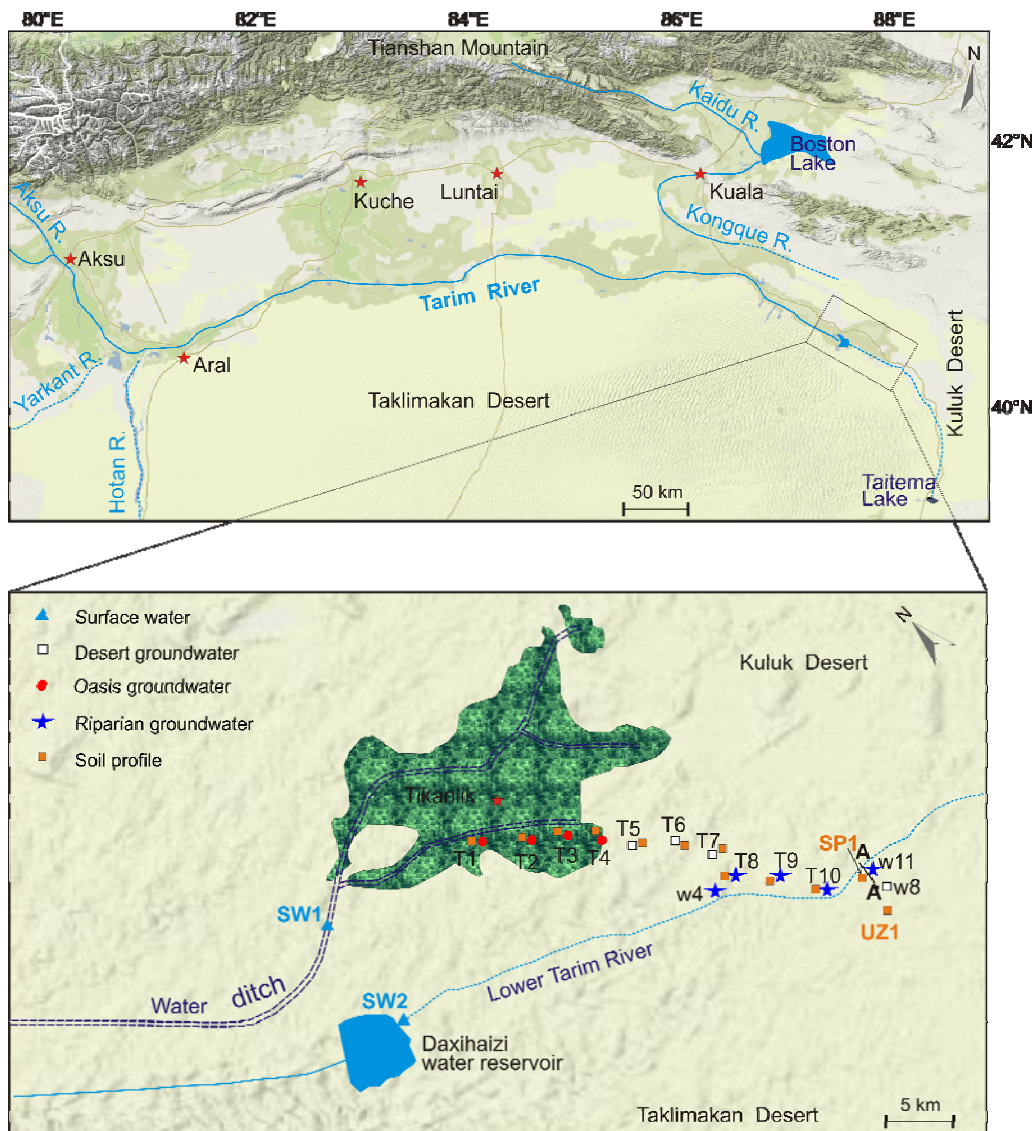 80°E 82°E 84°E 86°E 88°E
Tianshan Mountain
N
Kaidu R.
42°N
Boston
Lake
Luntai
Kuche
Kuala
Aksu R.
Kongque R.
Aksu
Tarim River
Aral
Yarkant R.
Hotan R.
Taklimakan Desert
Kuluk Desert
40°N
Taitema
Lake
50 km
Surface water
Desert groundwater
Oasis groundwater
Riparian groundwater
Soil profile
N
Kuluk Desert
Tikanlik
T1 T2 T3 T4 T5 T6 T7
T8 T9 T10
SP1
A
w11
A
w8
w4
UZ1
SW1
Lower Tarim River
Water ditch
SW2
Daxihaizi
water reservoir
Taklimakan Desert
5 km